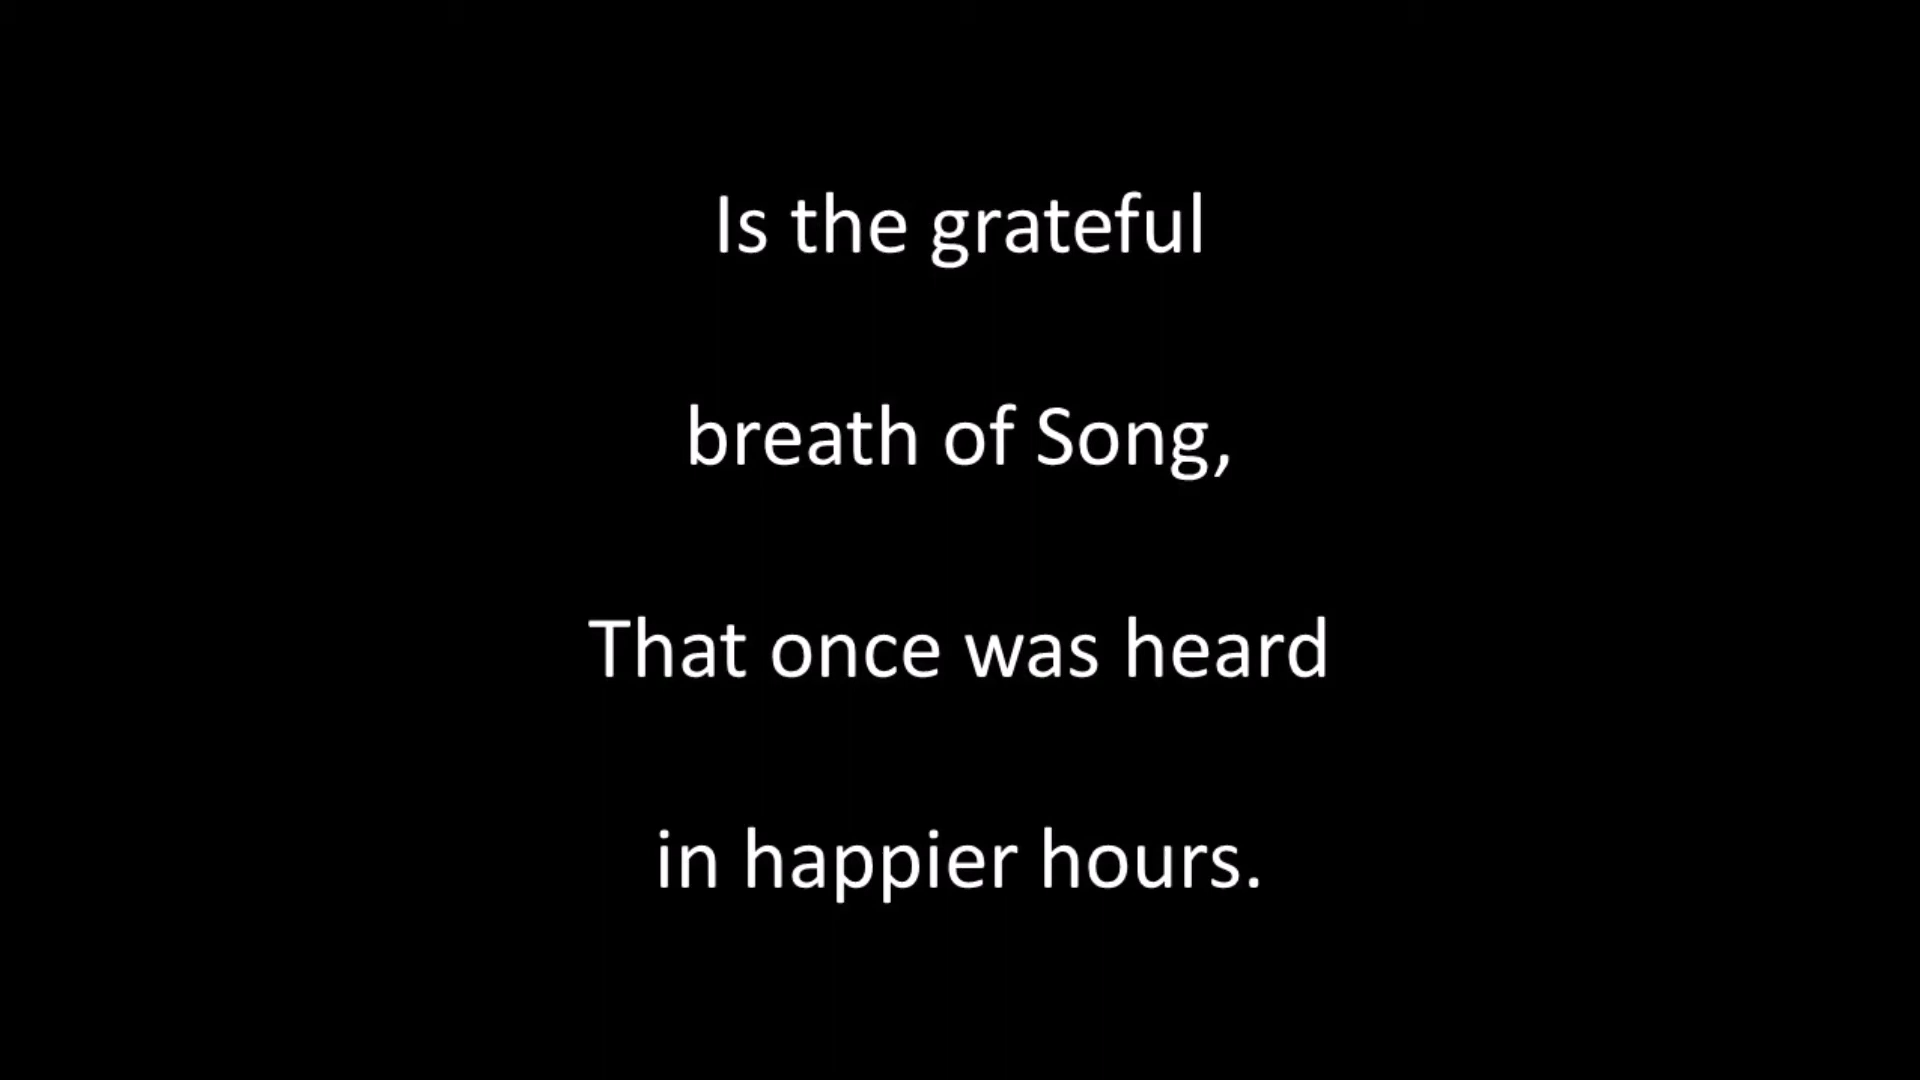 Is the grateful
breath of Song,
That once was heard
in happier hours.